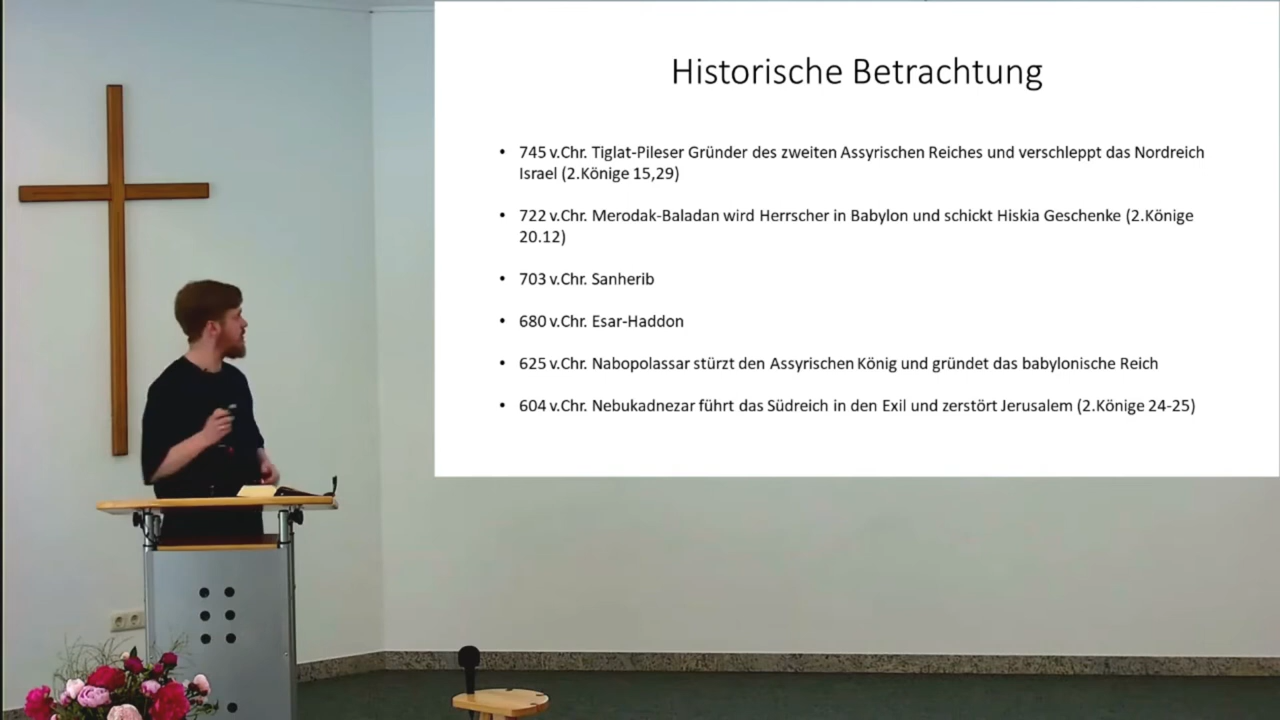 Historische Betrachtung
• 745 v.Chr. Tiglat-Pileser Gründer des zweiten Assyrischen Reiches und verschleppt das Nordreich
Israel (2.Könige 15,29)
• 722 v.Chr. Merodak-Baladan wird Herrscher in Babylon und schickt Hiskia Geschenke (2.Könige
20.12)
• 703 v.Chr. Sanherib
• 680 v.Chr. Esar-Haddon
• 625 v.Chr. Nabopolassar stürzt den Assyrischen König und gründet das babylonische Reich
• 604 v.Chr. Nebukadnezar führt das Südreich in den Exil und zerstört Jerusalem (2.Könige 24-25)